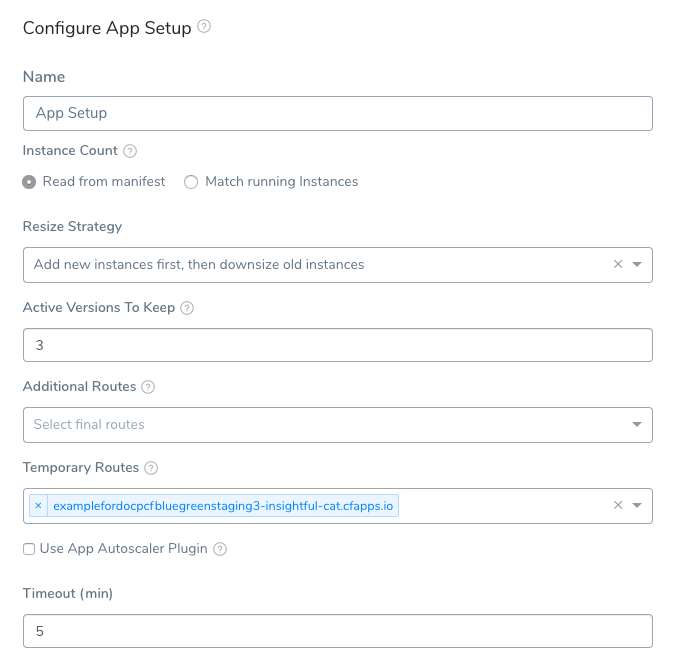 Configure App Setup ?
Name
App Setup
Instance Count ?
Read from manifest Match running Instances
Resize Strategy
Add new instances first, then downsize old instances ×
Active Versions To Keep ?
3
Additional Routes ?
Select final routes
Temporary Routes ?
× examplefordocpcfbluegreenstaging3-insightful-cat.cfapps.io ×
Use App Autoscaler Plugin ?
Timeout (min)
5